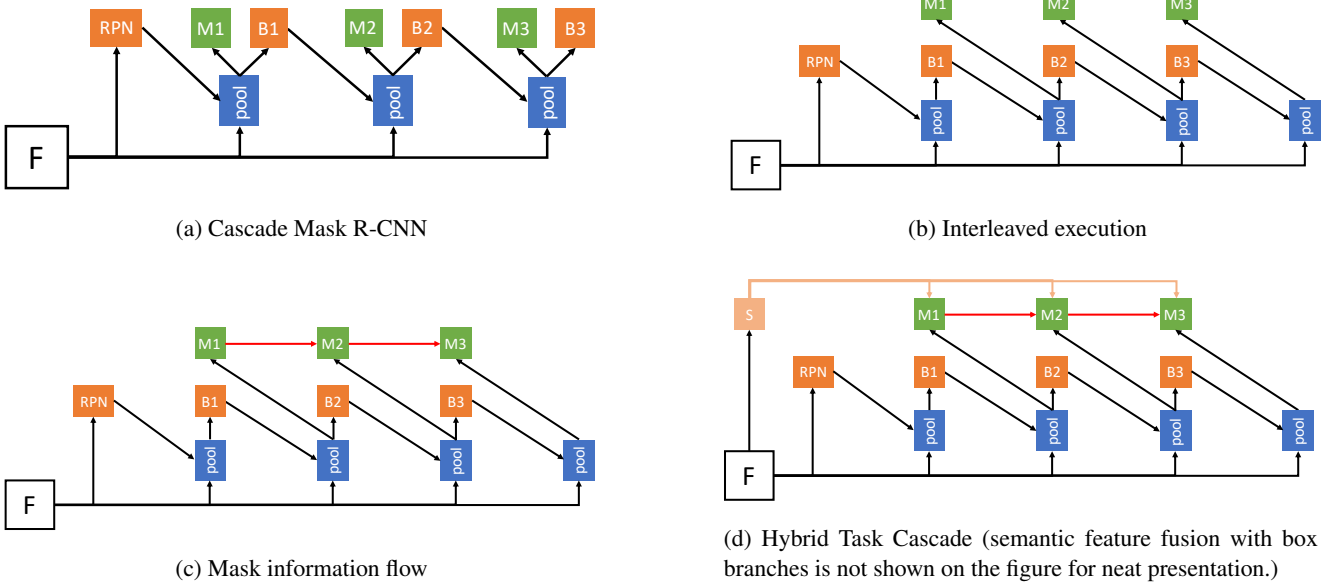 RPN M1 B1 M2 B2 M3 B3
pool pool pool
F
(a) Cascade Mask R-CNN
M1 M2 M3
RPN B1 B2 B3
pool pool pool pool
F
(b) Interleaved execution
M1 M2 M3
RPN B1 B2 B3
pool pool pool pool
F
(c) Mask information flow
S M1 M2 M3
RPN B1 B2 B3
pool pool pool pool
F
(d) Hybrid Task Cascade (semantic feature fusion with box
branches is not shown on the figure for neat presentation.)